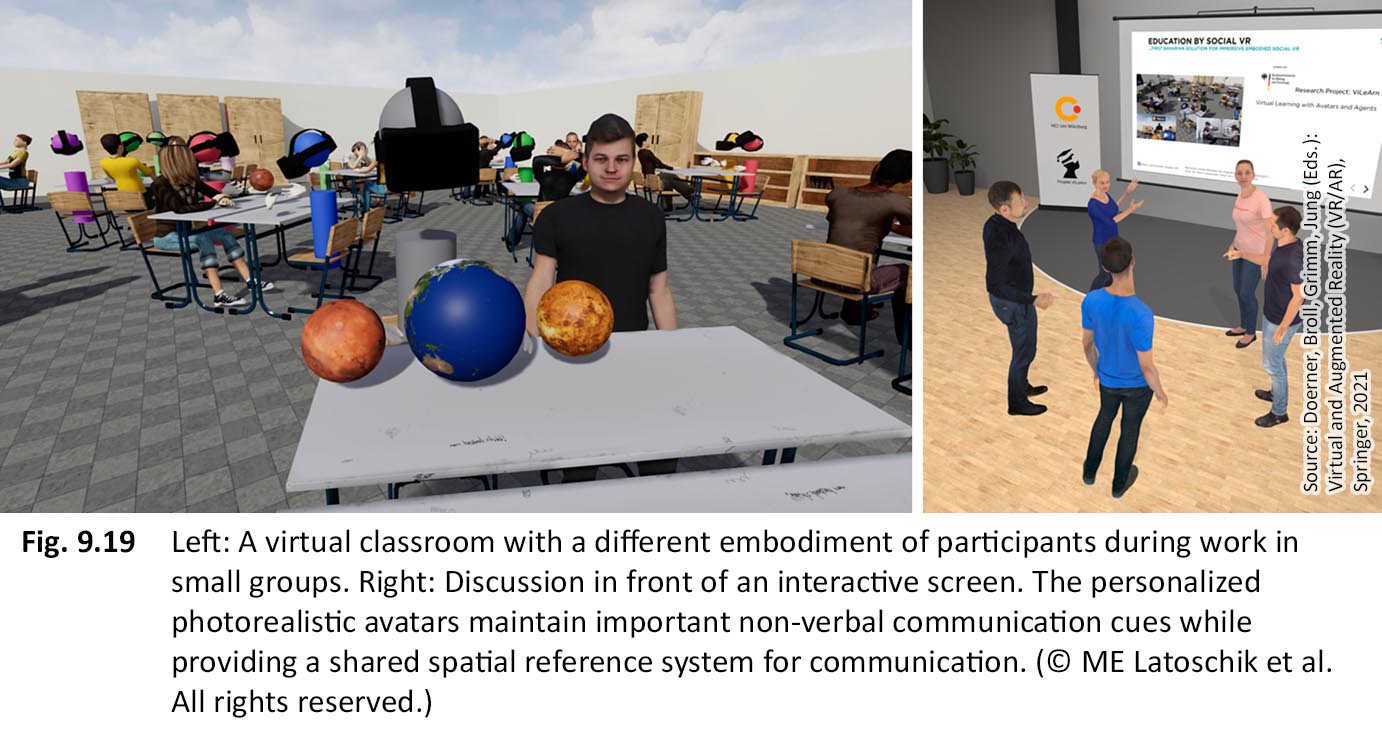 EDUCATION BY SOCIAL VR
...FIRST BAVARIAN SOLUTION FOR IMMERSIVE EMBODIED SOCIAL VR
Research Project: ViLeArn
Virtual Learning with Avatars and Agents
HCI Uni Würzburg
Projekt ViLeArn
Source: Doerner, Broll, Grimm, Jung (Eds.):
Virtual and Augmented Reality (VR/AR),
Springer, 2021
Fig. 9.19 Left: A virtual classroom with a different embodiment of participants during work in
small groups. Right: Discussion in front of an interactive screen. The personalized
photorealistic avatars maintain important non-verbal communication cues while
providing a shared spatial reference system for communication. (© ME Latoschik et al.
All rights reserved.)